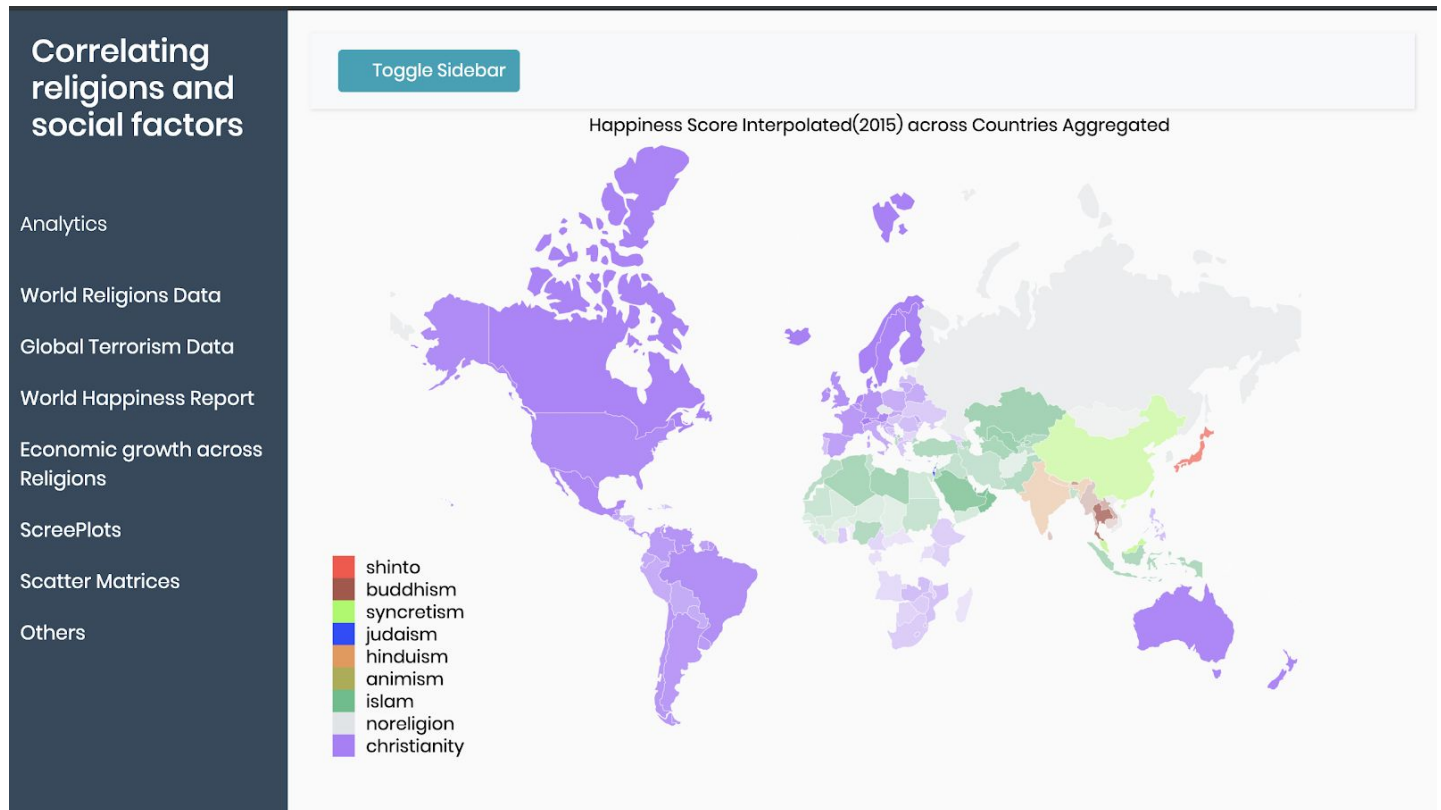 Correlating
religions and
social factors
Analytics
World Religions Data
Global Terrorism Data
World Happiness Report
Economic growth across
Religions
ScreePlots
Scatter Matrices
Others
Toggle Sidebar
Happiness Score Interpolated(2015) across Countries Aggregated
shinto
buddhism
syncretism
judaism
hinduism
animism
islam
noreligion
christianity